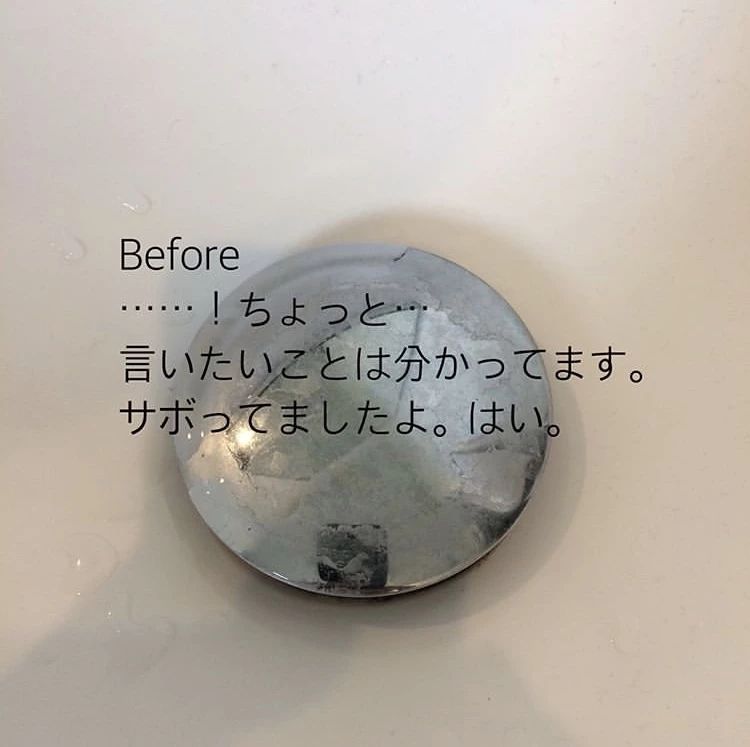 Before
……！ちょっと…
言いたいことは分かってます。
サボってましたよ。はい。